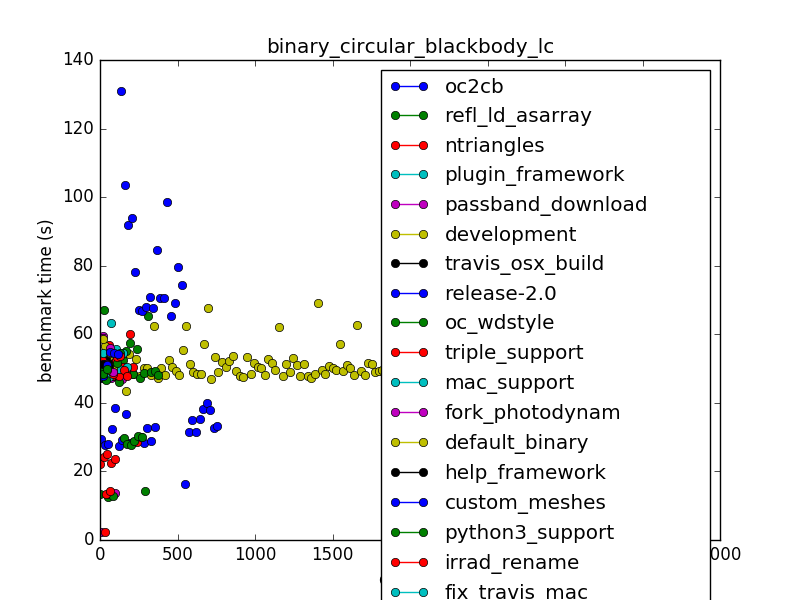 binary_circular_blackbody_lc
140
120
100
80
60
40
20
0
benchmark time (s)
0
500
1000
1500
000
oc2cb
refl_ld_asarray
ntriangles
plugin_framework
passband_download
development
travis_osx_build
release-2.0
oc_wdstyle
triple_support
mac_support
fork_photodynam
default_binary
help_framework
custom_meshes
python3_support
irrad_rename
fix_travis_mac